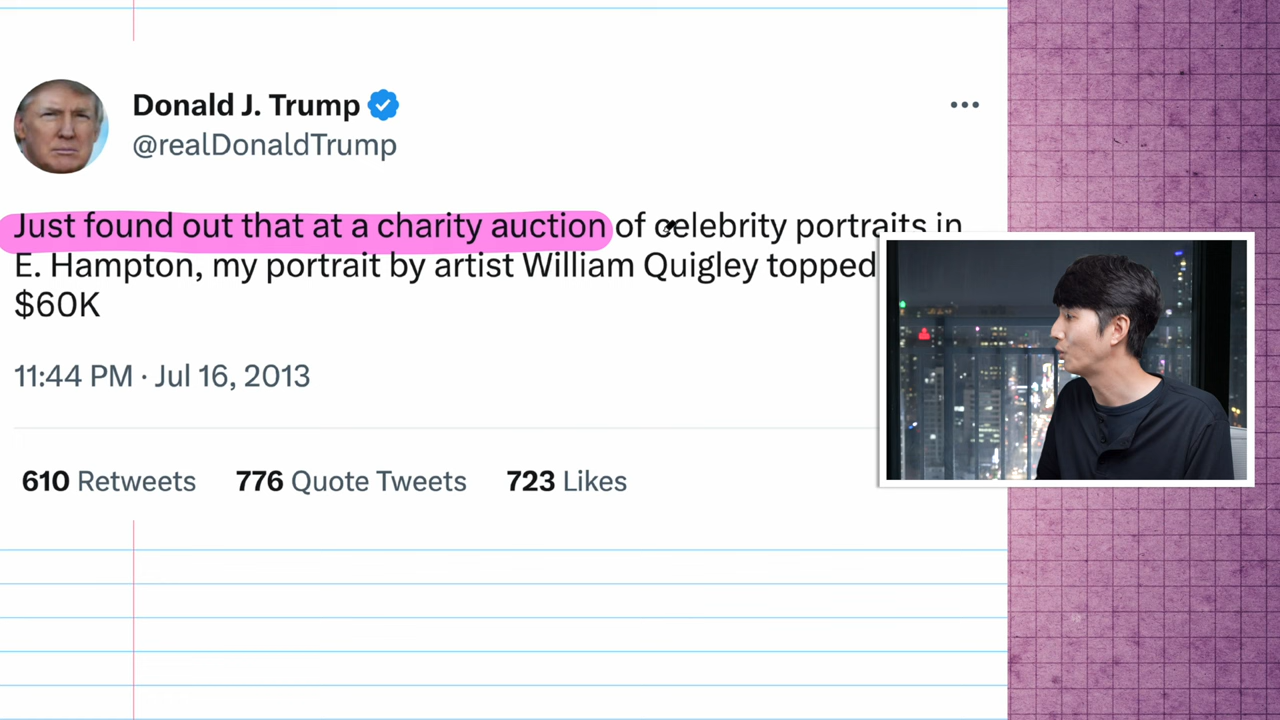 Donald J. Trump
@realDonaldTrump
Just found out that at a charity auction of celebrity portraits in
E. Hampton, my portrait by artist William Quigley topped
$60K
11:44 PM · Jul 16, 2013
610 Retweets 776 Quote Tweets 723 Likes